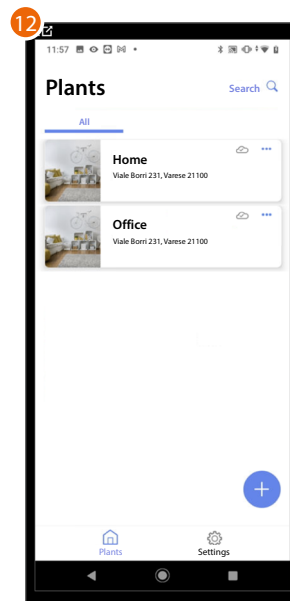 12
11:57
Plants
Search
All
Home
Viale Borri 231, Varese 21100
Office
Viale Borri 231, Varese 21100
Plants
Settings